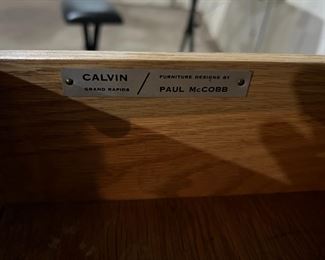 CALVIN / FURNITURE DESIGNS BY
GRAND RAPIDS PAUL McCOBB